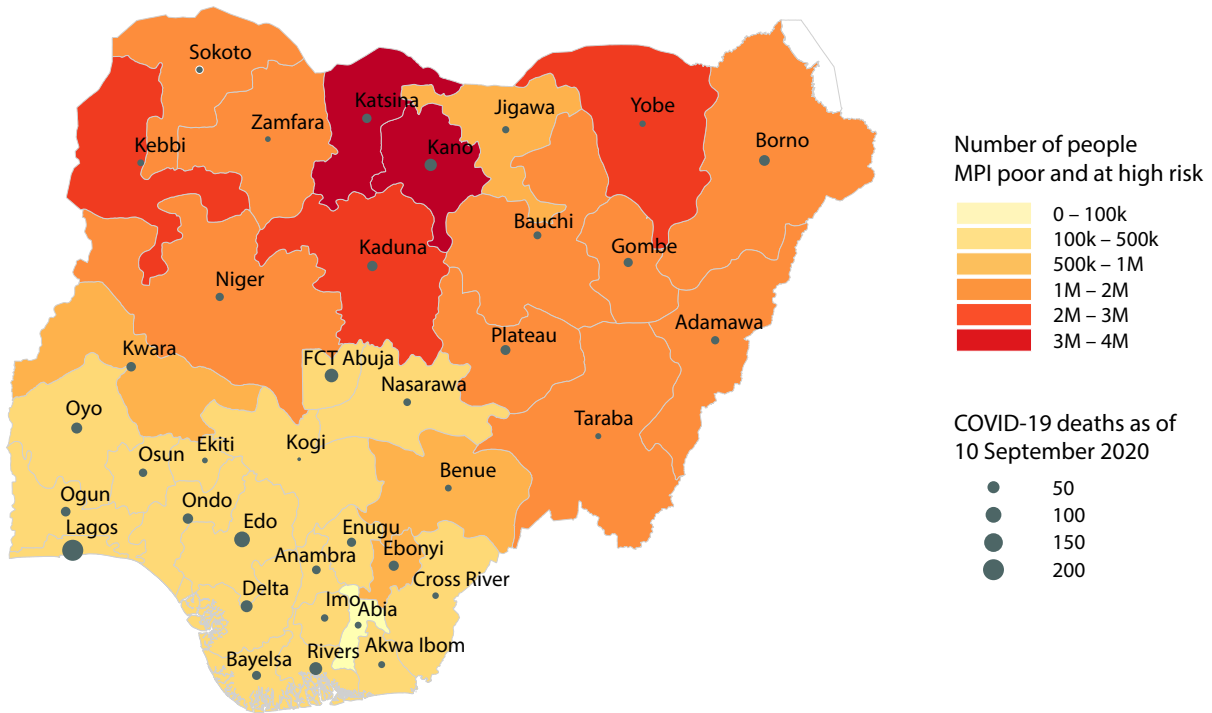 Sokoto
Katsina
Jigawa
Yobe
Zamfara
Kebbi
Kano
Borno
Bauchi
Gombe
Kaduna
Niger
Adamawa
Plateau
Kwara
FCT Abuja
Nasarawa
Oyo
Taraba
Ekiti
Kogi
Osun
Benue
Ogun
Ondo
Lagos
Edo
Enugu
Anambra
Ebonyi
Cross River
Delta
Imo
Abia
Rivers
Akwa Ibom
Bayelsa
Number of people
MPI poor and at high risk
0 – 100k
100k – 500k
500k – 1M
1M – 2M
2M – 3M
3M – 4M
COVID-19 deaths as of
10 September 2020
50
100
150
200